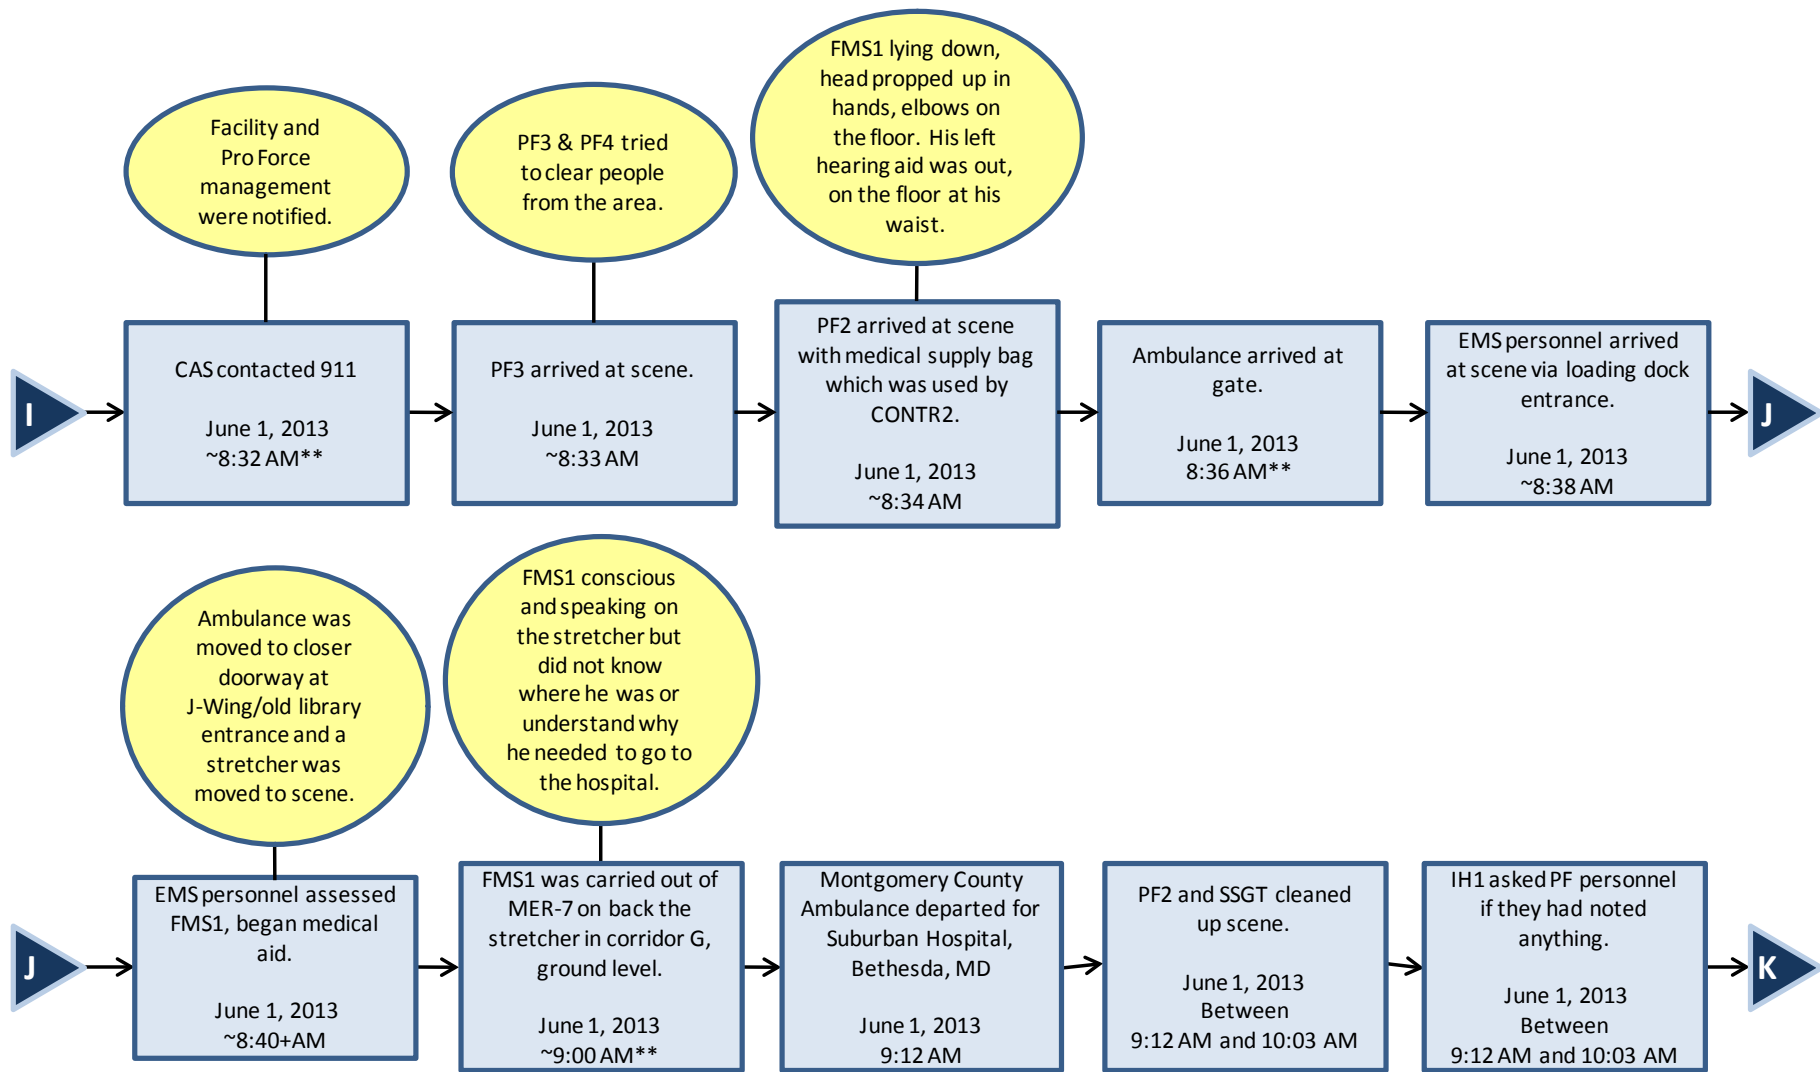 Facility and
Pro Force
management
were notified.
PF3 & PF4 tried
to clear people
from the area.
FMS1 lying down,
head propped up in
hands, elbows on
the floor. His left
hearing aid was out,
on the floor at his
waist.
I
CAS contacted 911
June 1, 2013
~8:32 AM**
PF3 arrived at scene.
June 1, 2013
~8:33 AM
PF2 arrived at scene
with medical supply bag
which was used by
CONTR2.
June 1, 2013
~8:34 AM
Ambulance arrived at
gate.
June 1, 2013
8:36 AM**
EMS personnel arrived
at scene via loading dock
entrance.
June 1, 2013
~8:38 AM
J
Ambulance was
moved to closer
doorway at
J-Wing/old library
entrance and a
stretcher was
moved to scene.
FMS1 conscious
and speaking on
the stretcher but
did not know
where he was or
understand why
he needed to go to
the hospital.
J
EMS personnel assessed
FMS1, began medical
aid.
June 1, 2013
~8:40+AM
FMS1 was carried out of
MER-7 on back the
stretcher in corridor G,
ground level.
June 1, 2013
~9:00 AM**
Montgomery County
Ambulance departed for
Suburban Hospital,
Bethesda, MD
June 1, 2013
9:12 AM
PF2 and SSGT cleaned
up scene.
June 1, 2013
Between
9:12 AM and 10:03 AM
IH1 asked PF personnel
if they had noted
anything.
June 1, 2013
Between
9:12 AM and 10:03 AM
K